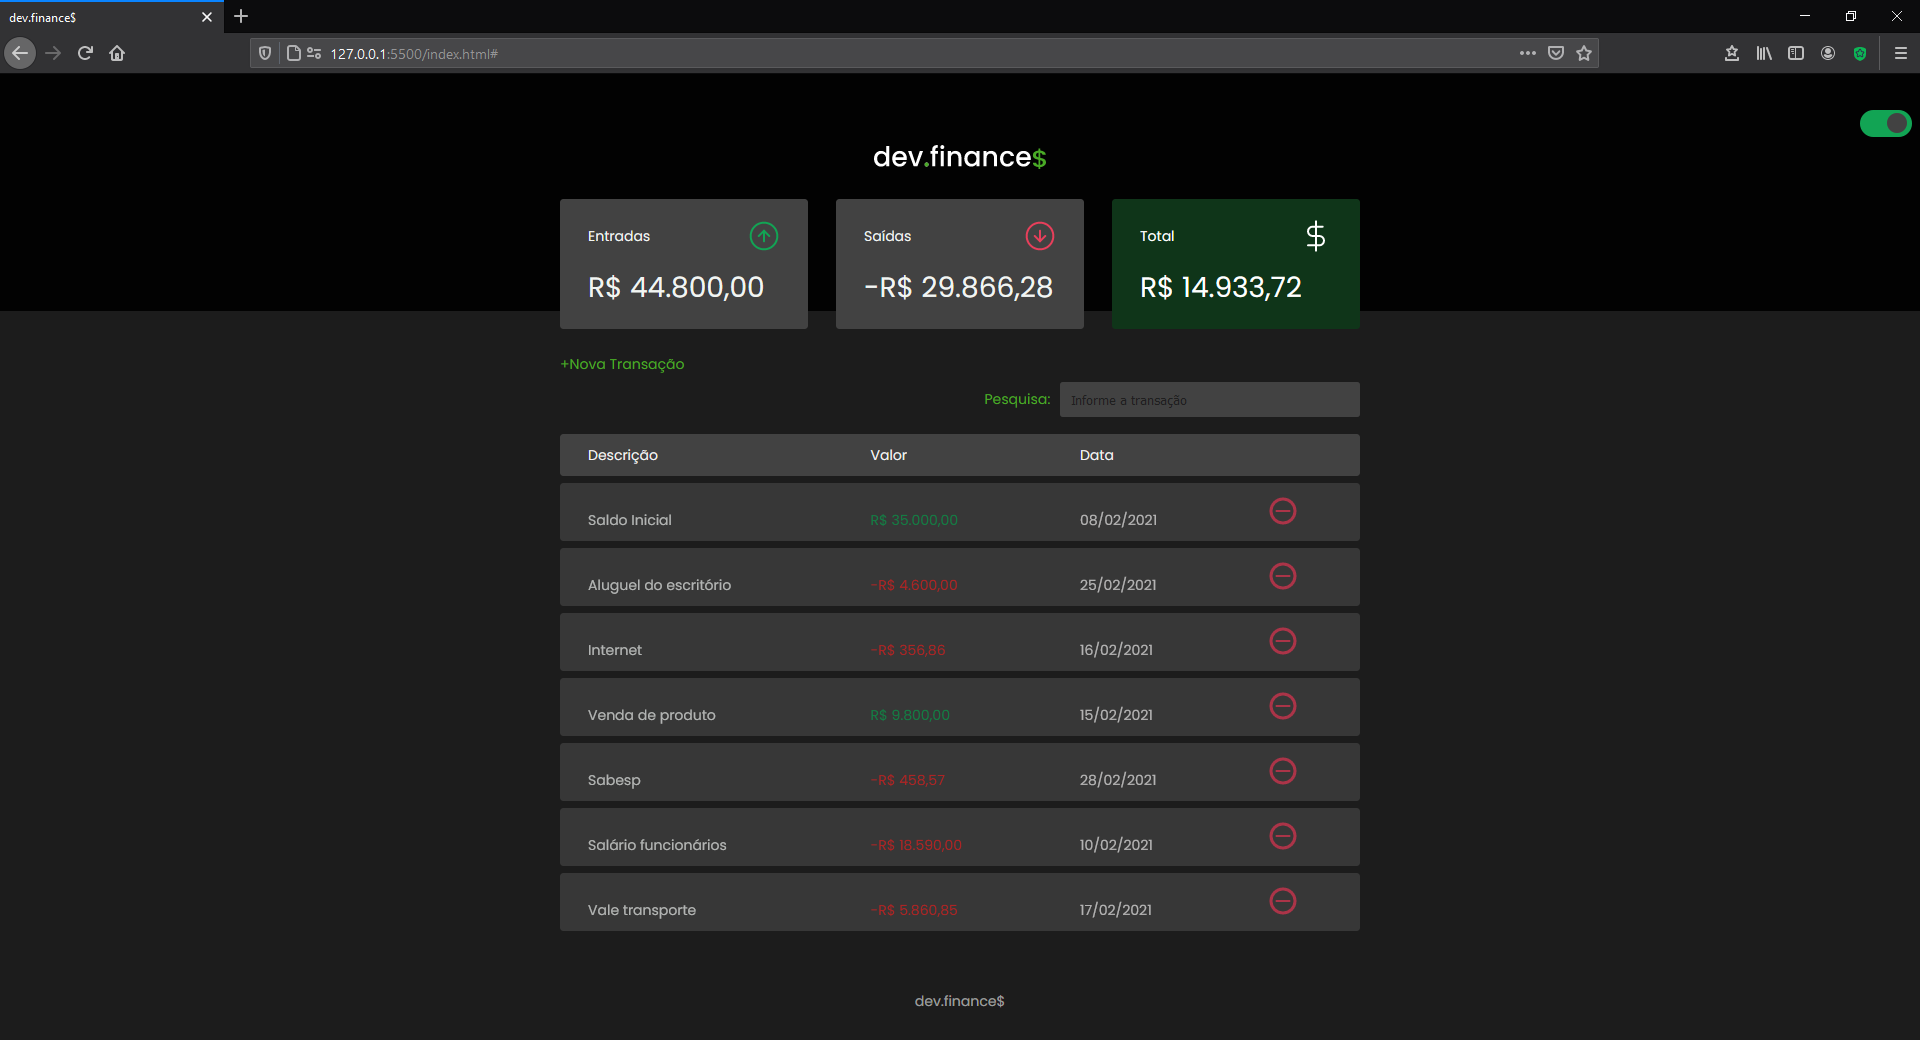 dev.finance$
127.0.0.1:5500/index.html#
dev.finance$
Entradas
R$ 44.800,00
Saídas
-R$ 29.866,28
Total
$
R$ 14.933,72
+Nova Transação
Pesquisa: Informe a transação
Descrição Valor Data
Saldo Inicial R$ 35.000,00 08/02/2021
Aluguel do escritório -R$ 4.600,00 25/02/2021
Internet -R$ 356,86 16/02/2021
Venda de produto R$ 9.800,00 15/02/2021
Sabesp -R$ 458,57 28/02/2021
Salário funcionários -R$ 18.590,00 10/02/2021
Vale transporte -R$ 5.860,85 17/02/2021
dev.finance$